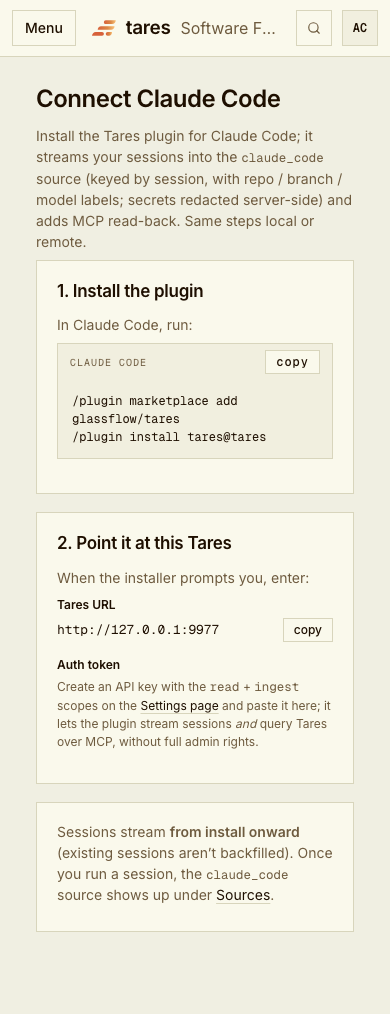 Menu
tares Software F...
AC
Connect Claude Code
Install the Tares plugin for Claude Code; it
streams your sessions into the claude_code
source (keyed by session, with repo / branch /
model labels; secrets redacted server-side) and
adds MCP read-back. Same steps local or
remote.
1. Install the plugin
In Claude Code, run:
CLAUDE CODE
copy
/plugin marketplace add
glassflow/tares
/plugin install tares@tares
2. Point it at this Tares
When the installer prompts you, enter:
Tares URL
http://127.0.0.1:9977
copy
Auth token
Create an API key with the read + ingest
scopes on the Settings page and paste it here; it
lets the plugin stream sessions and query Tares
over MCP, without full admin rights.
Sessions stream from install onward
(existing sessions aren’t backfilled). Once
you run a session, the claude_code
source shows up under Sources.